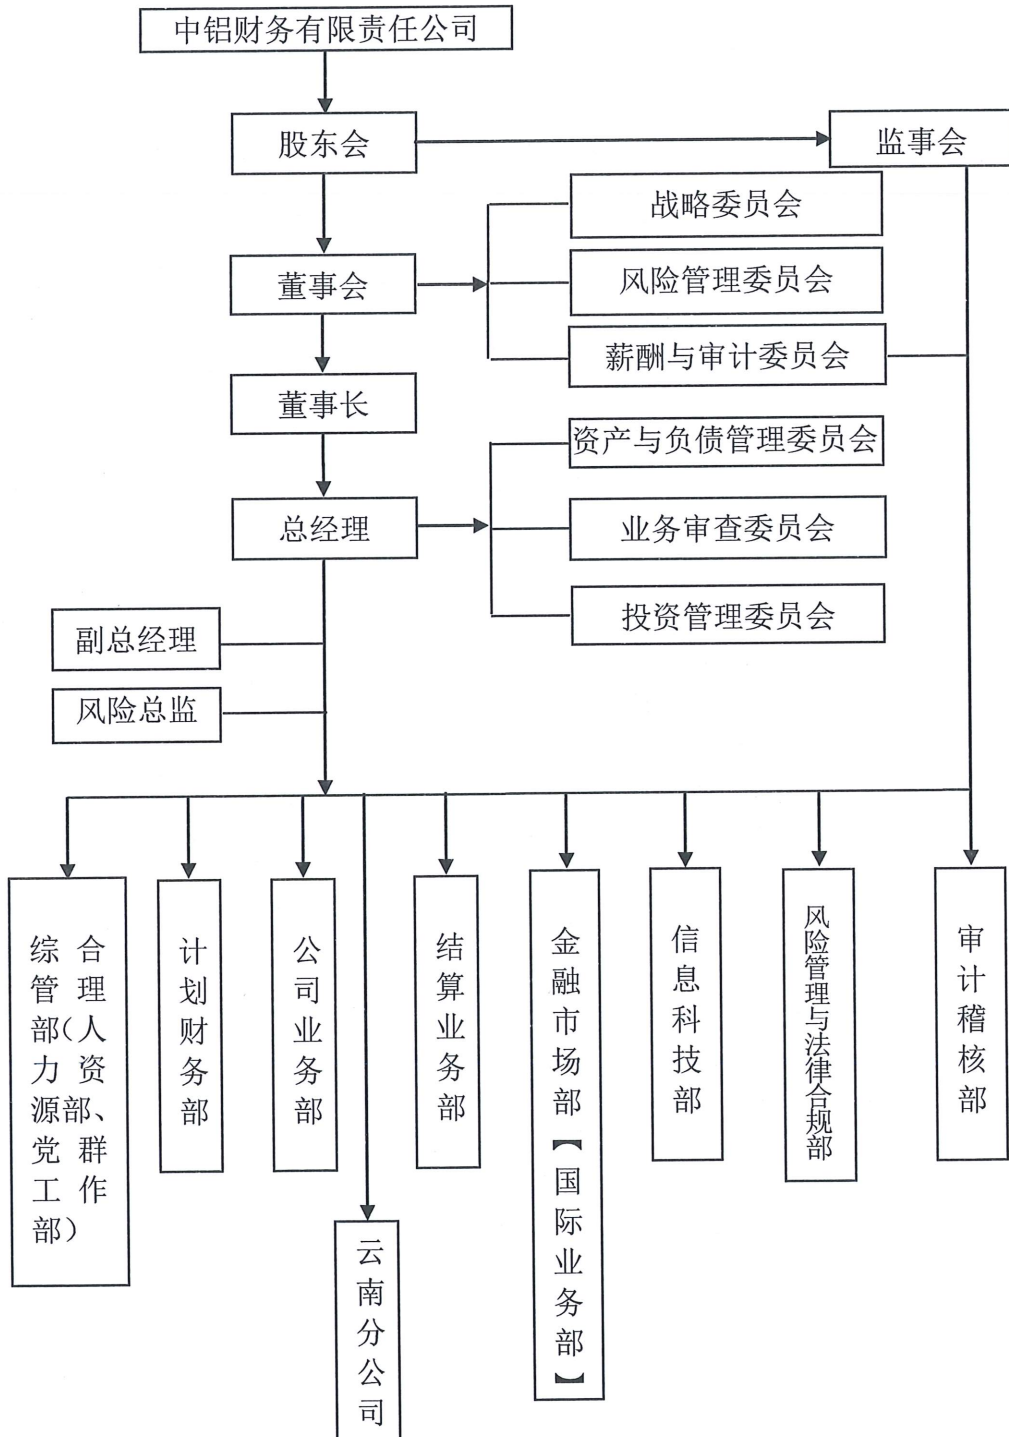 中铝财务有限责任公司
股东会
监事会
战略委员会
董事会
风险管理委员会
薪酬与审计委员会
董事长
资产与负债管理委员会
总经理
业务审查委员会
投资管理委员会
副总经理
风险总监
综合
管理
部（人
力资
源部、
党群
工作
部）
计划财务部
公司业务部
云南分公司
结算业务部
金融市场部【国际业务部】
信息科技部
风险管理与法律合规部
审计稽核部